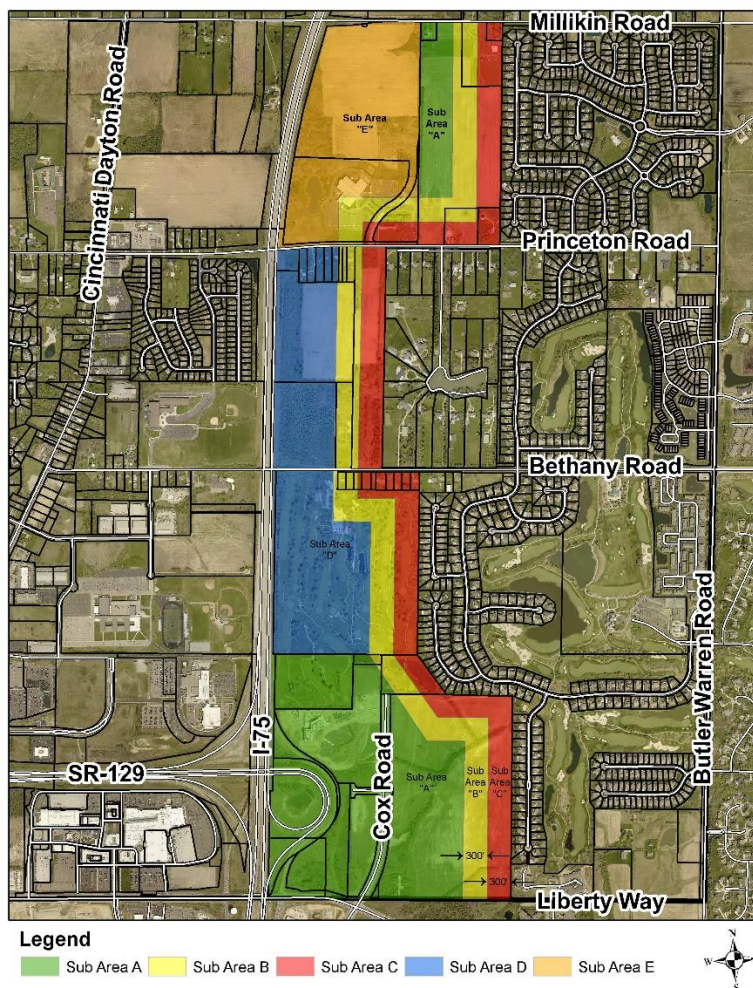 Millikin Road
Cincinnati Dayton Road
Sub Area
"E"
Sub Area
"A"
Princeton Road
Bethany Road
Sub Area
"D"
Butler-Warren Road
I-75
SR-129
Cox Road
Sub Area
"A"
Sub
Area
"B"
Sub
Area
"C"
300'
300'
Liberty Way
Legend
Sub Area A
Sub Area B
Sub Area C
Sub Area D
Sub Area E
N
W
E
S